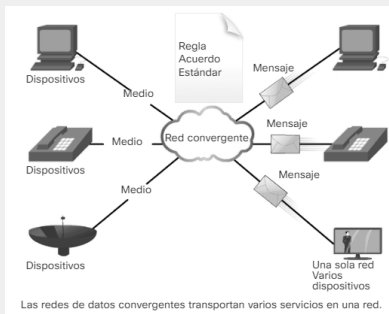 Regla
Acuerdo
Estándar
Dispositivos
Medio
Mensaje
Dispositivos
Medio
Red convergente
Mensaje
Medio
Mensaje
Dispositivos
Una sola red
Varios
dispositivos
Las redes de datos convergentes transportan varios servicios en una red.